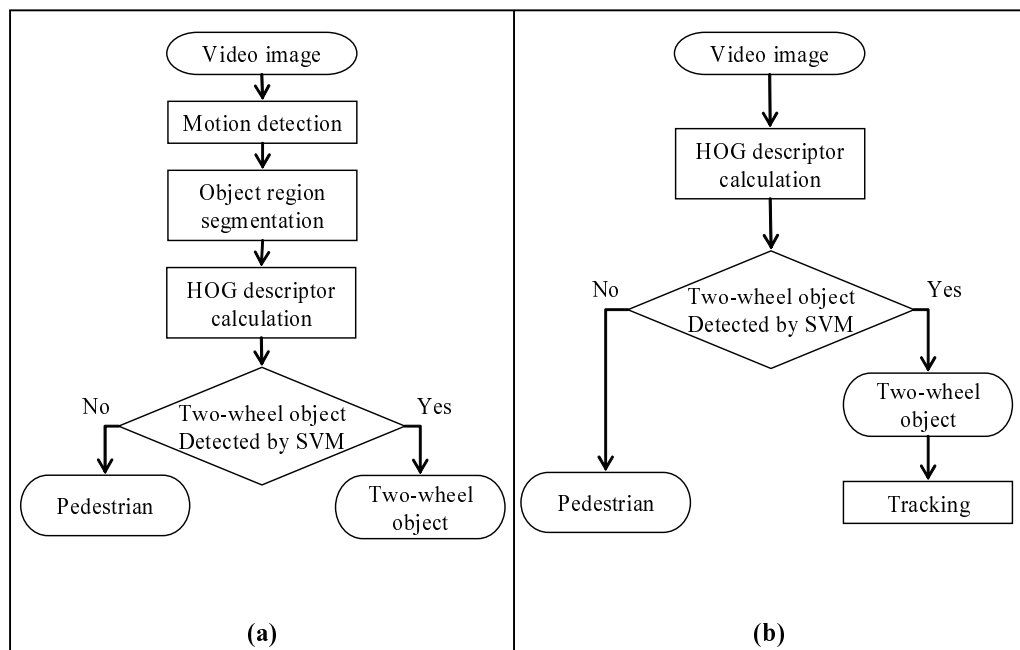 Video image
Motion detection
Object region
segmentation
HOG descriptor
calculation
Two-wheel object
Detected by SVM
No
Yes
Pedestrian
Two-wheel
object
(a)
Video image
HOG descriptor
calculation
Two-wheel object
Detected by SVM
No
Yes
Two-wheel
object
Pedestrian
Tracking
(b)